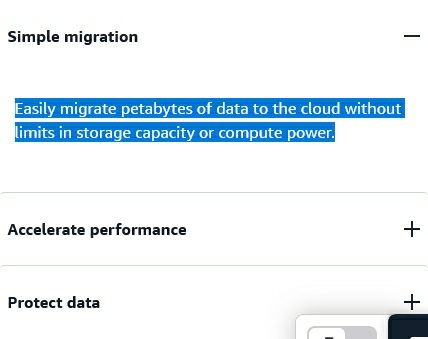 Simple migration
Easily migrate petabytes of data to the cloud without
limits in storage capacity or compute power.
Accelerate performance
Protect data